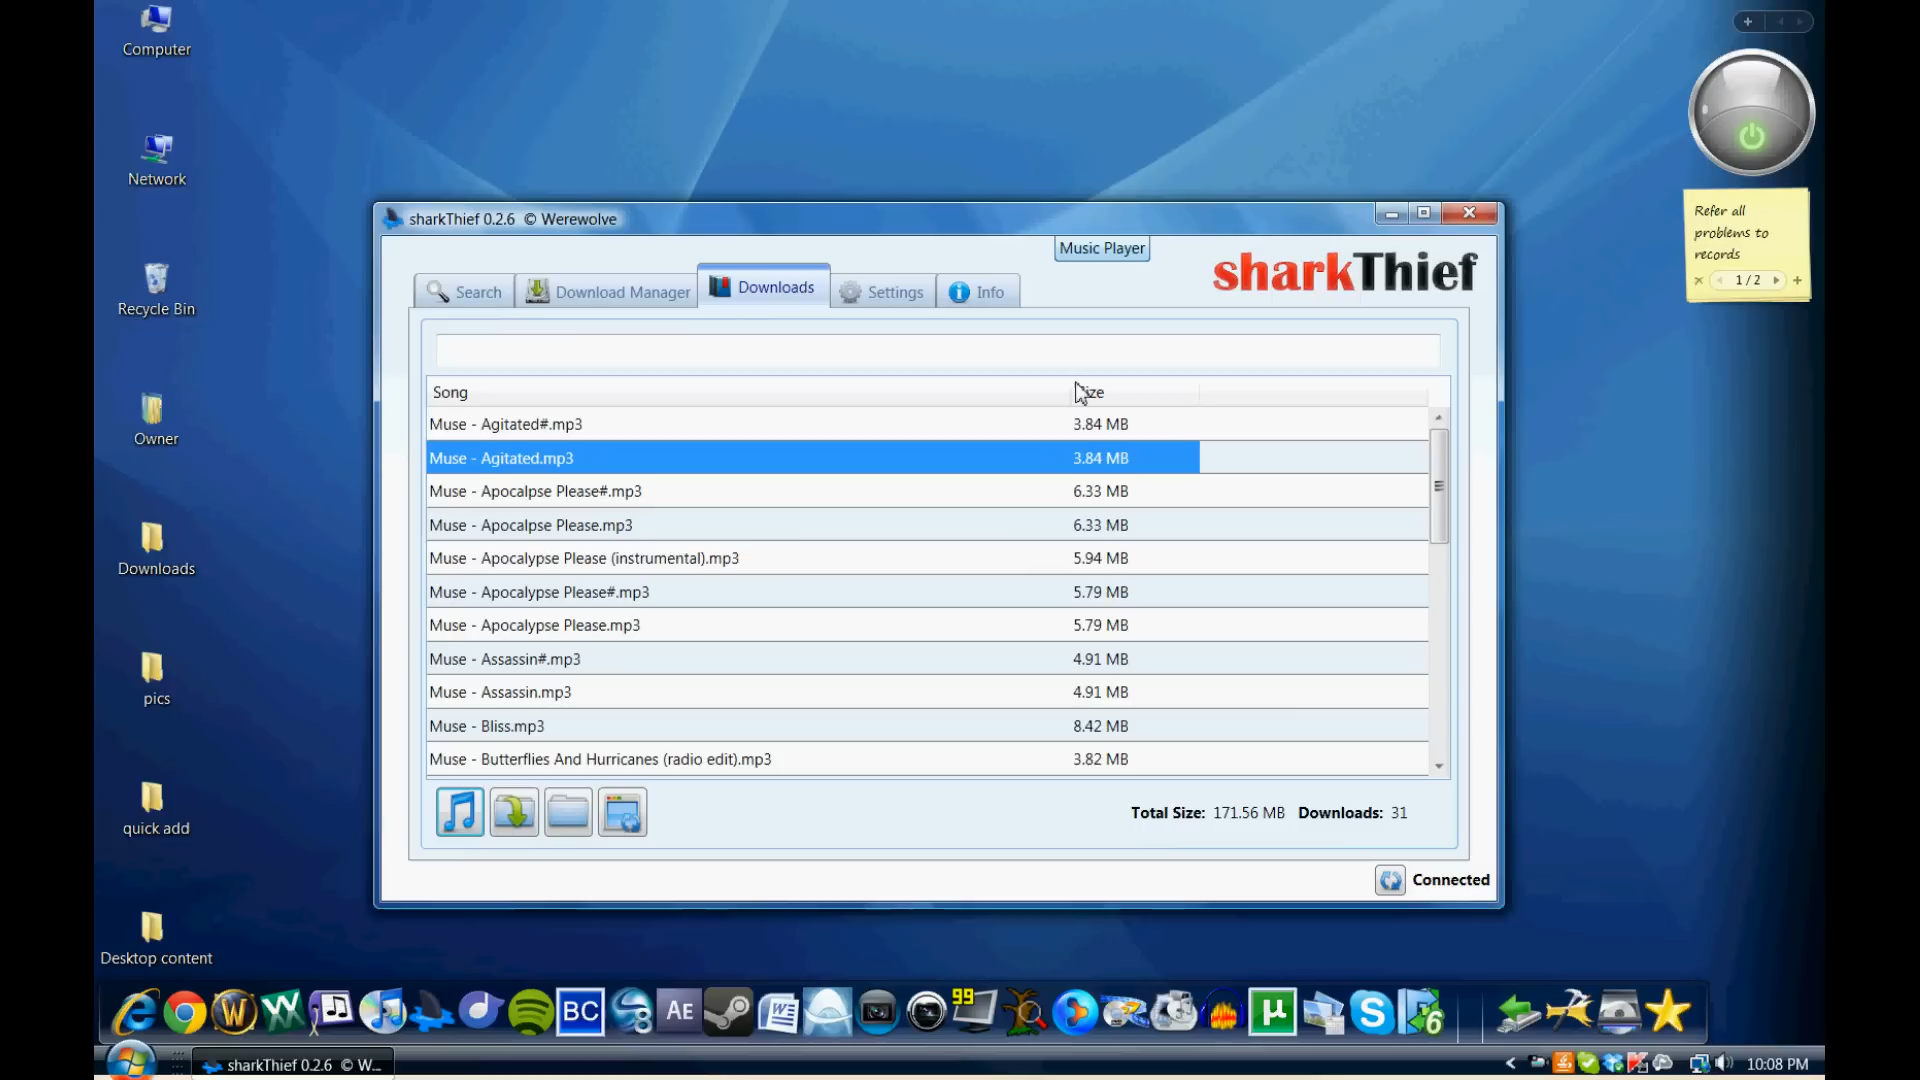 Computer
Network
Recycle Bin
Owner
Downloads
pics
quick add
Desktop content
Refer all
problems to
records
1 / 2
sharkThief 0.2.6 © Werewolve
Music Player
sharkThief
Search
Download Manager
Downloads
Settings
Info
Song
Muse - Agitated#.mp3 3.84 MB
Muse - Agitated.mp3 3.84 MB
Muse - Apocalpse Please#.mp3 6.33 MB
Muse - Apocalpse Please.mp3 6.33 MB
Muse - Apocalypse Please (instrumental).mp3 5.94 MB
Muse - Apocalypse Please#.mp3 5.79 MB
Muse - Apocalypse Please.mp3 5.79 MB
Muse - Assassin#.mp3 4.91 MB
Muse - Assassin.mp3 4.91 MB
Muse - Bliss.mp3 8.42 MB
Muse - Butterflies And Hurricanes (radio edit).mp3 3.82 MB
Total Size: 171.56 MB Downloads: 31
Connected
BC
AE
99
µ
6
sharkThief 0.2.6 © W...
10:08 PM